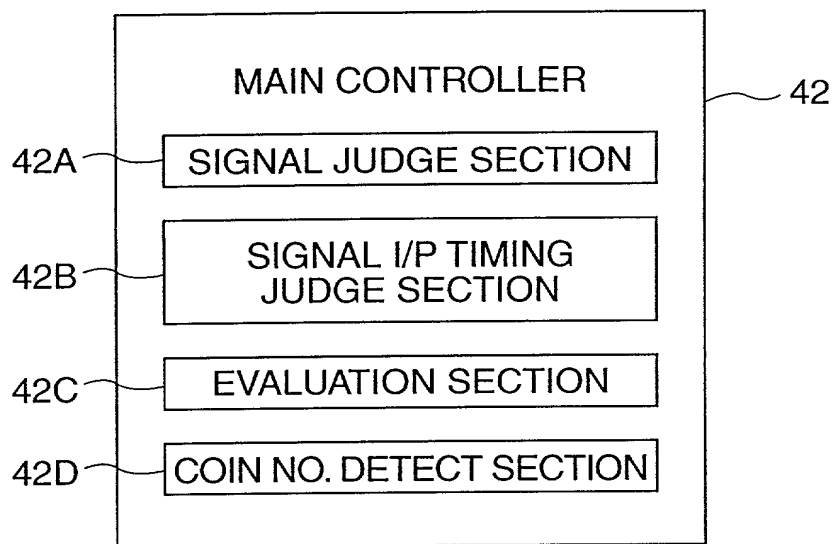 MAIN CONTROLLER
42
42A
SIGNAL JUDGE SECTION
42B
SIGNAL I/P TIMING
JUDGE SECTION
42C
EVALUATION SECTION
42D
COIN NO. DETECT SECTION